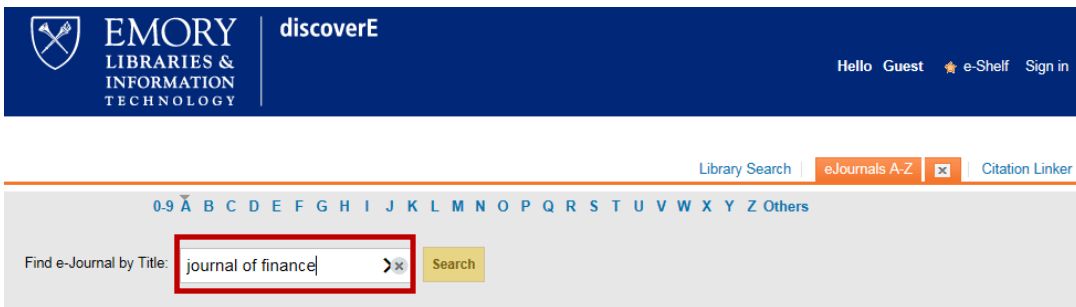 EMORY
LIBRARIES &
INFORMATION
TECHNOLOGY
discoverE
Hello Guest e-Shelf Sign in
Library Search eJournals A-Z x Citation Linker
0-9 A B C D E F G H I J K L M N O P Q R S T U V W X Y Z Others
Find e-Journal by Title: journal of finance x Search